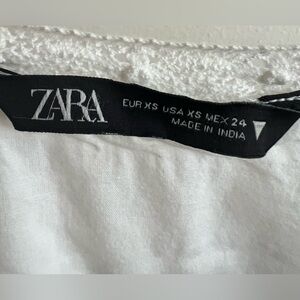 ZARA
EUR XS USA XS MEX 24
MADE IN INDIA